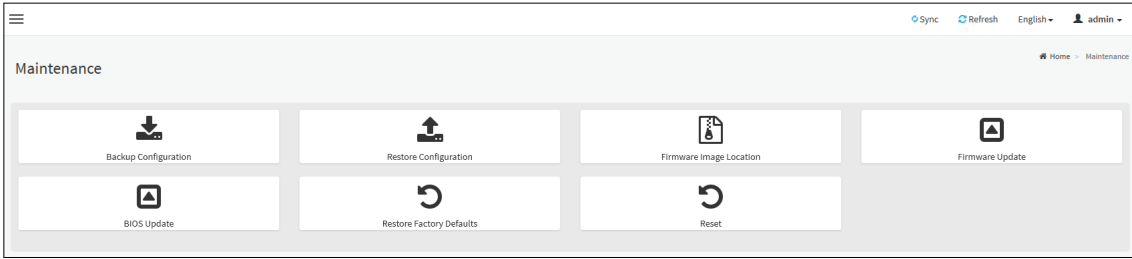 Sync Refresh English admin
Maintenance
Home > Maintenance
Backup Configuration
Restore Configuration
Firmware Image Location
Firmware Update
BIOS Update
Restore Factory Defaults
Reset